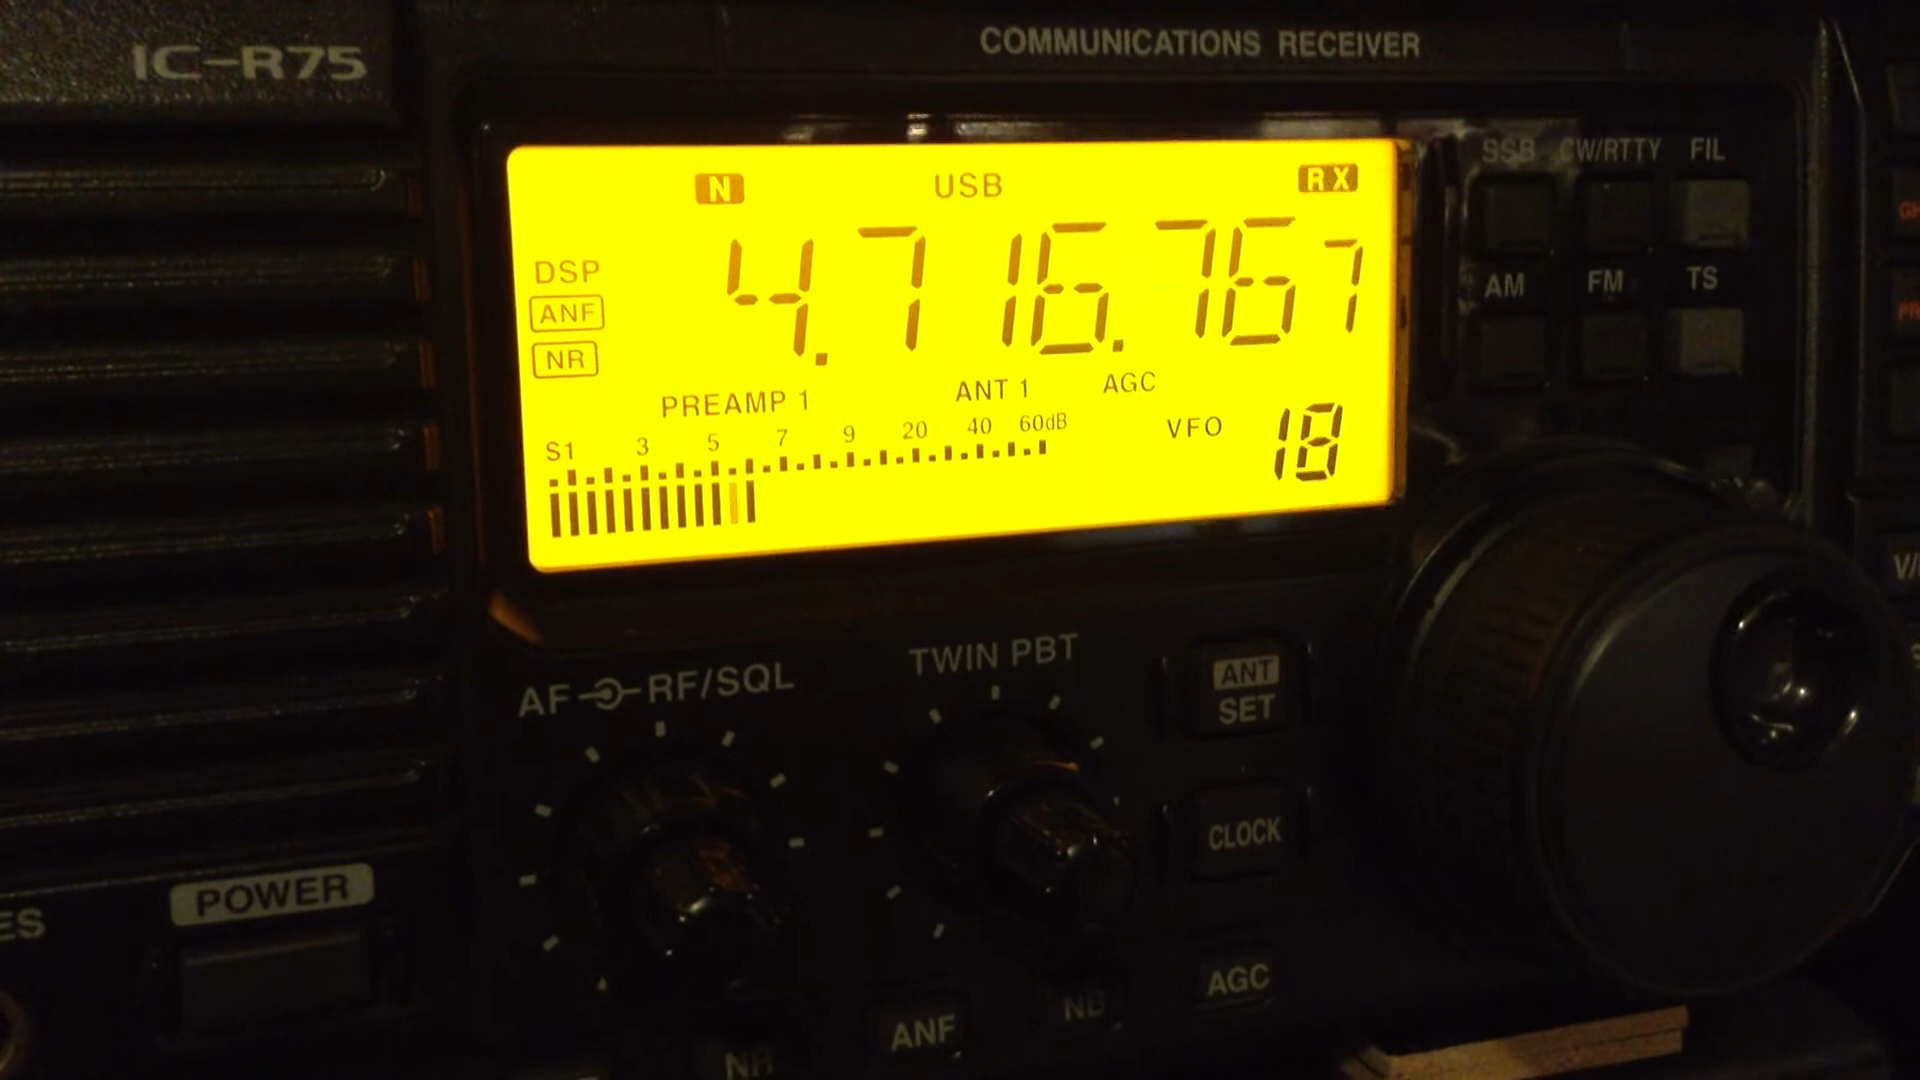 IC-R75
COMMUNICATIONS RECEIVER
N USB RX
SSB CW/RTTY FIL
DSP
ANF
NR
4.716.767
AM FM TS
PREAMP 1 ANT 1 AGC
S1 3 5 7 9 20 40 60dB
VFO 18
AF RF/SQL
TWIN PBT
ANT
SET
CLOCK
POWER
AGC
ANF
NB
NR